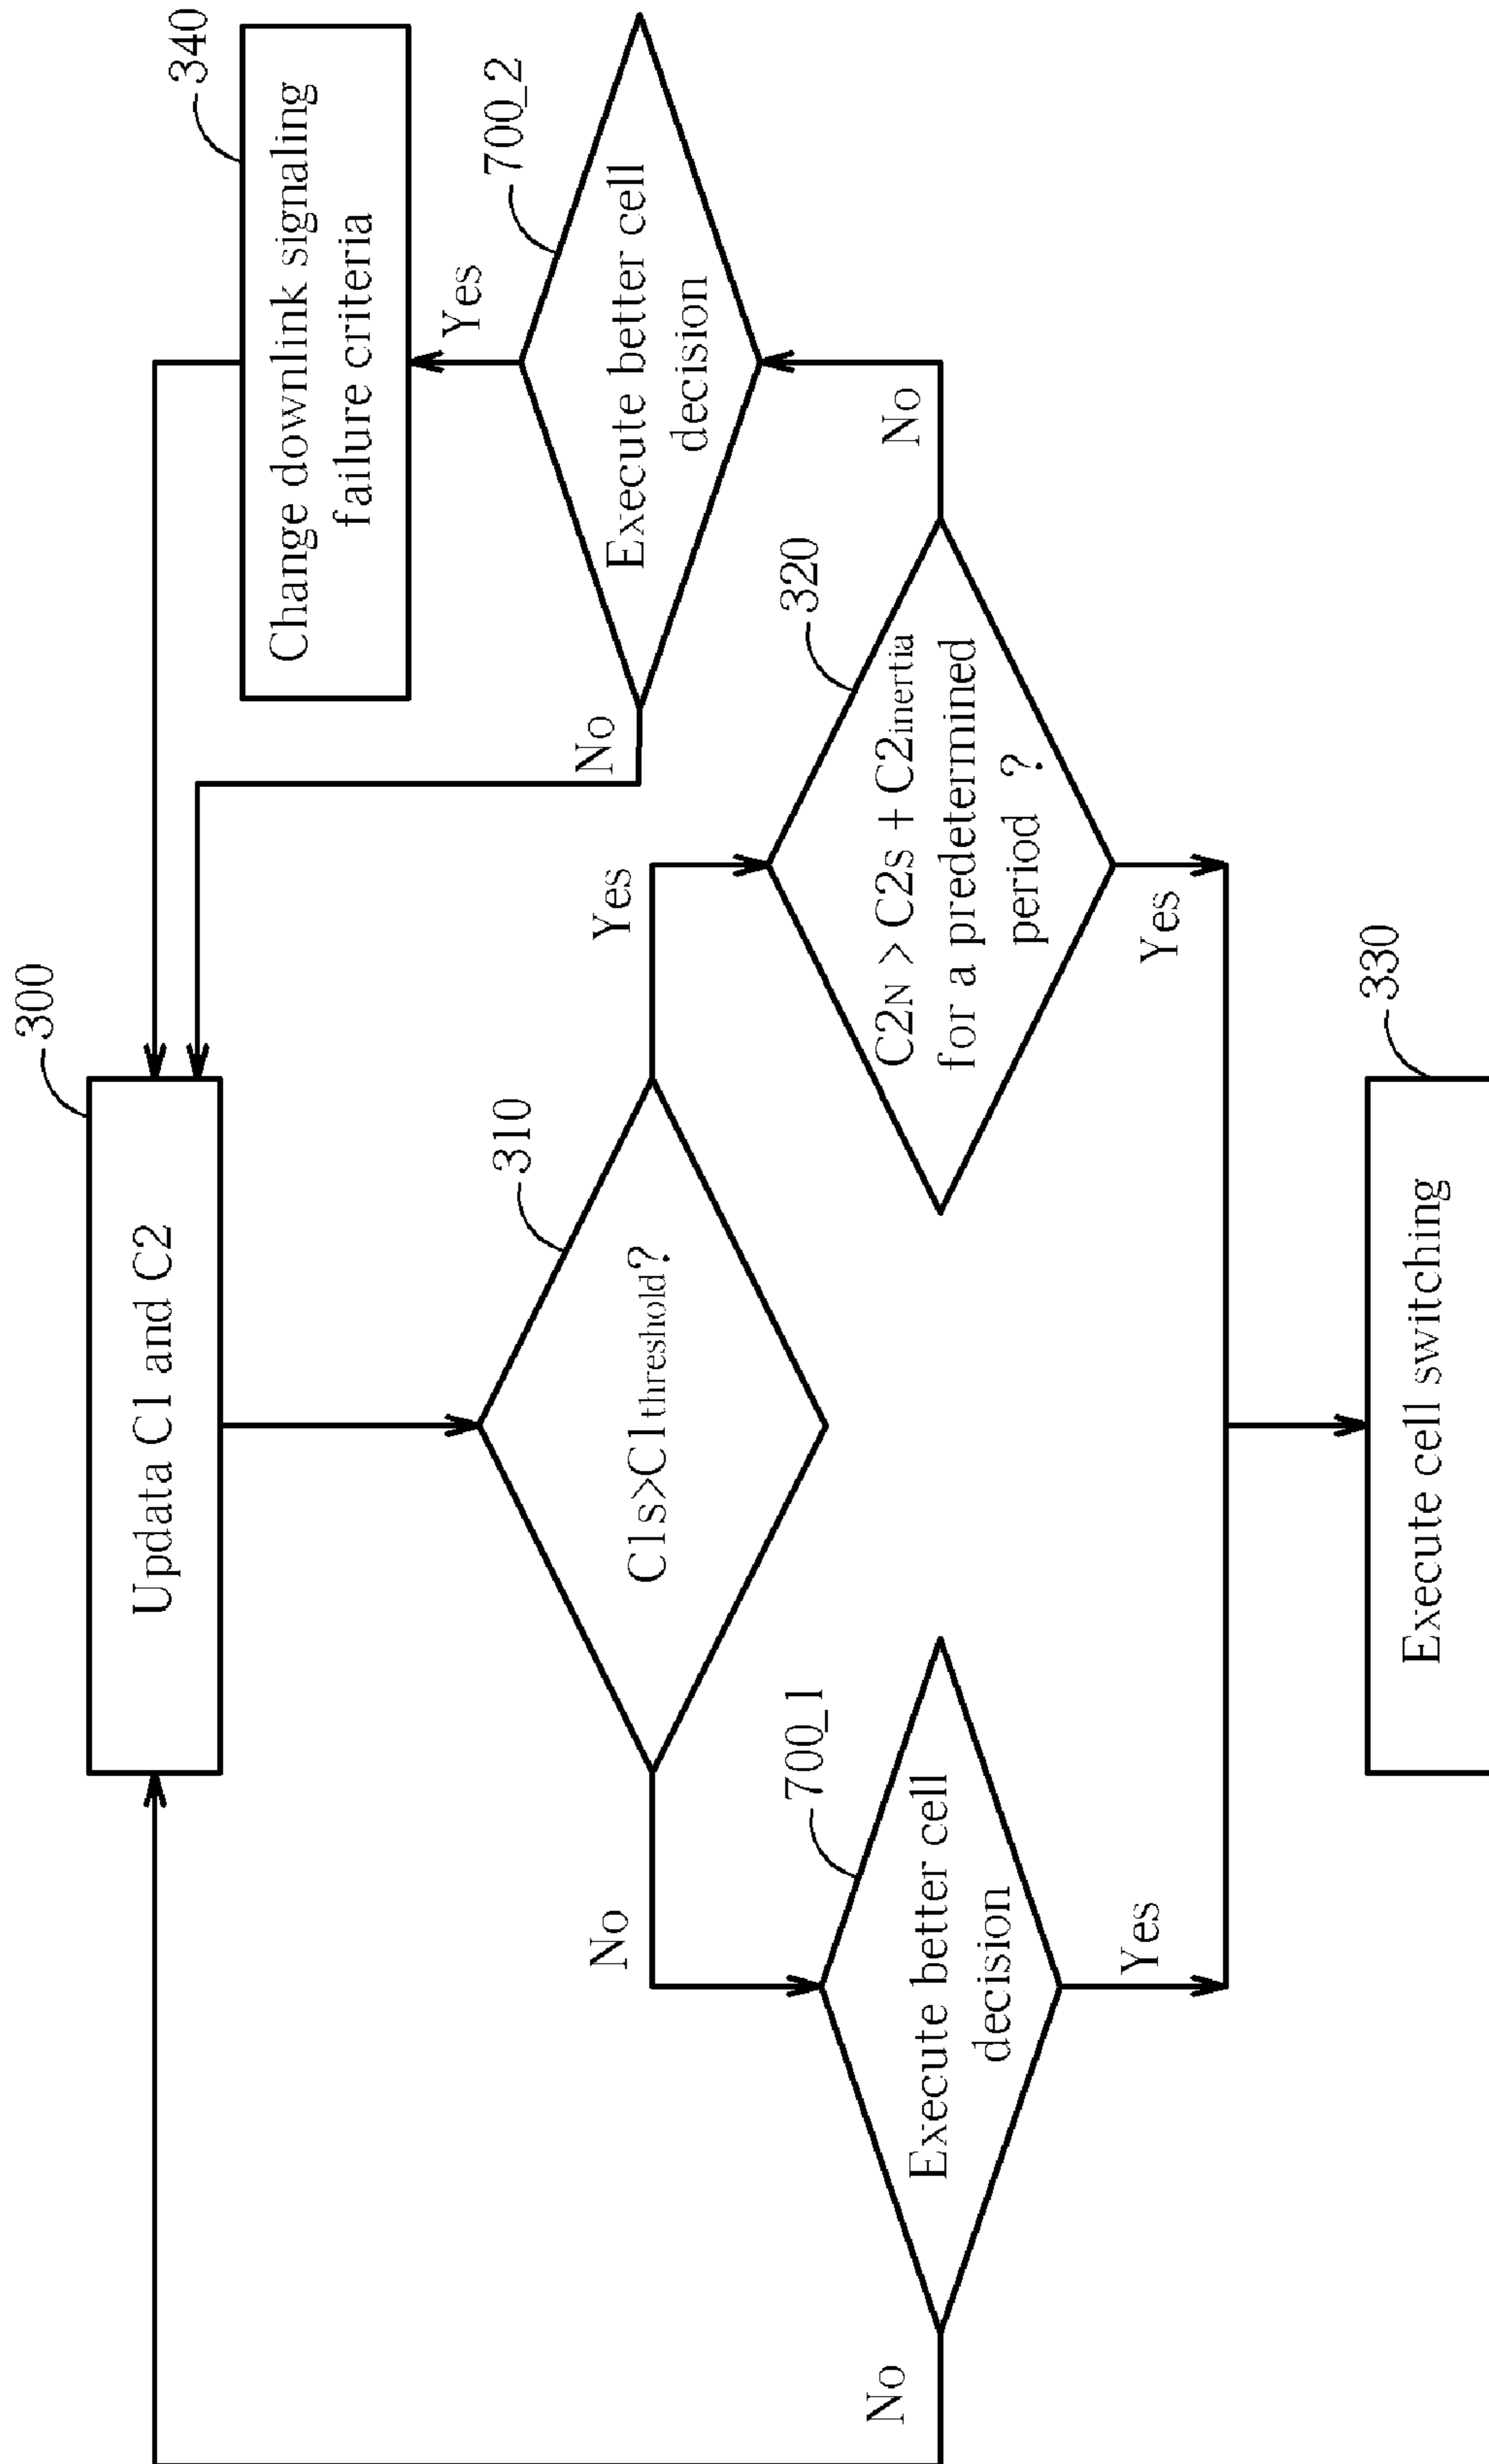 300
Updata C1 and C2
310
C1s>C1threshold?
No
Yes
700_1
Execute better cell
decision
No
Yes
320
C2N > C2S + C2inertia
for a predetermined
period ?
Yes
No
700_2
Execute better cell
decision
No
Yes
340
Change downlink signaling
failure criteria
330
Execute cell switching